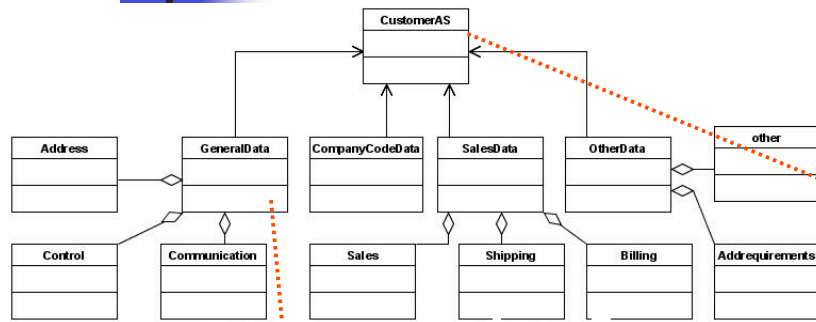 CustomerAS
other
Address
GeneralData
CompanyCodeData
SalesData
OtherData
Control
Communication
Sales
Shipping
Billing
Addrequirements